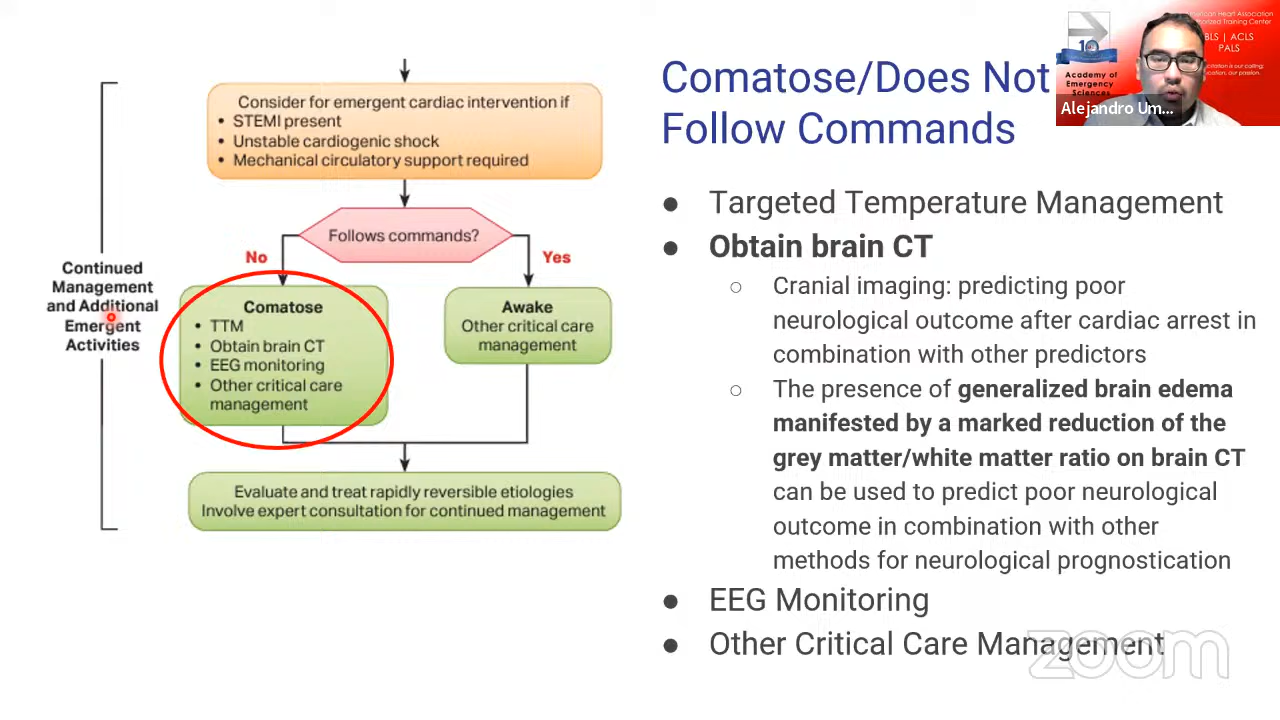 Consider for emergent cardiac intervention if
• STEMI present
• Unstable cardiogenic shock
• Mechanical circulatory support required
Follows commands?
No
Yes
Continued
Management
and Additional
Emergent
Activities
Comatose
• TTM
• Obtain brain CT
• EEG monitoring
• Other critical care
management
Awake
Other critical care
management
Evaluate and treat rapidly reversible etiologies
Involve expert consultation for continued management
Comatose/Does Not
Follow Commands
● Targeted Temperature Management
● Obtain brain CT
○ Cranial imaging: predicting poor
neurological outcome after cardiac arrest in
combination with other predictors
○ The presence of generalized brain edema
manifested by a marked reduction of the
grey matter/white matter ratio on brain CT
can be used to predict poor neurological
outcome in combination with other
methods for neurological prognostication
● EEG Monitoring
● Other Critical Care Management
Academy of
Emergency
Sciences
Heart Association
Training Center
BLS | ACLS
PALS
our passion.
Alejandro Um...
zoom